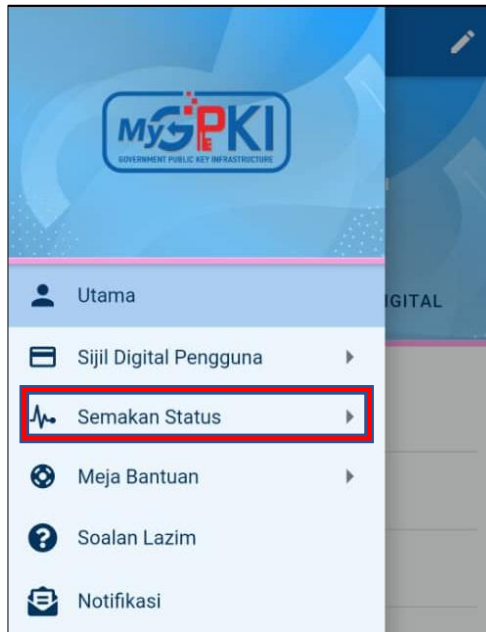 MyGPKI
GOVERNMENT PUBLIC KEY INFRASTRUCTURE
Utama
IGITAL
Sijil Digital Pengguna
Semakan Status
Meja Bantuan
Soalan Lazim
Notifikasi